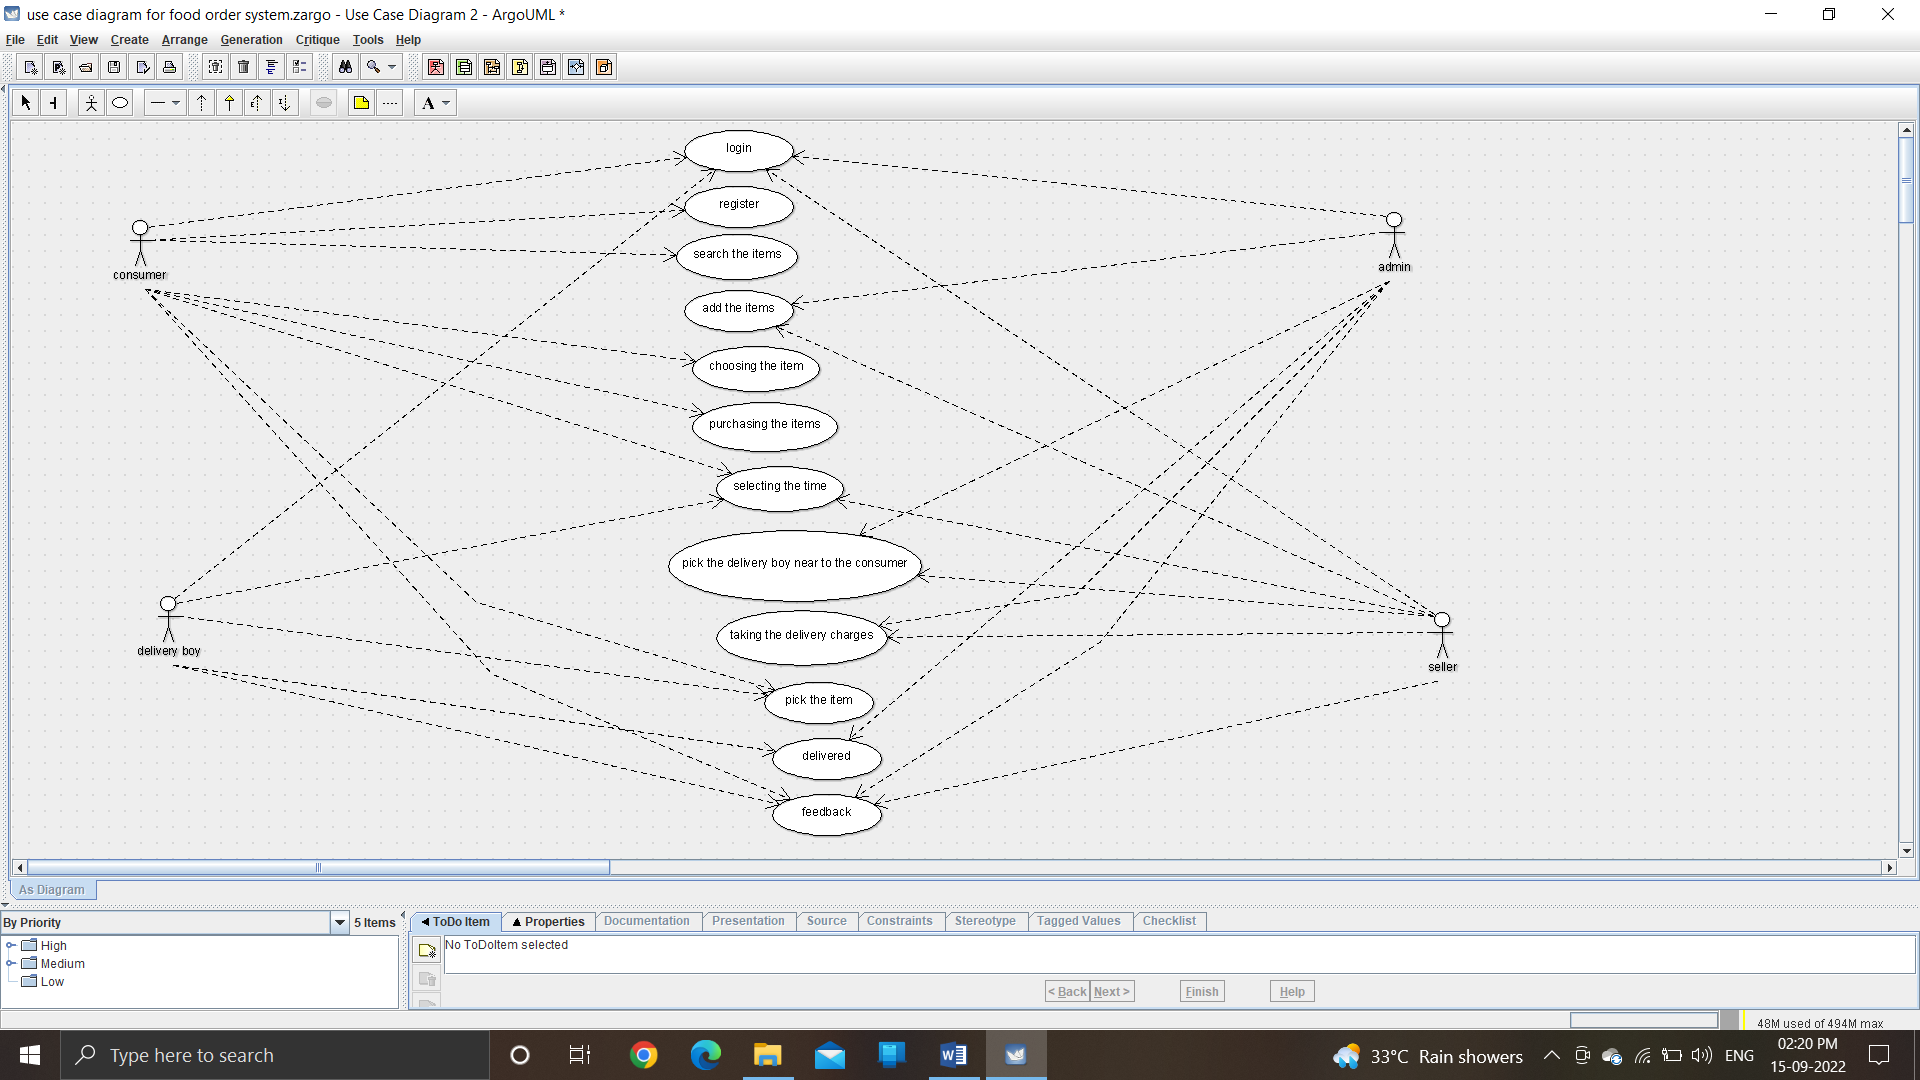 use case diagram for food order system.zargo - Use Case Diagram 2 - ArgoUML *
File Edit View Create Arrange Generation Critique Tools Help
A
login
register
search the items
consumer
admin
add the items
choosing the item
purchasing the items
selecting the time
pick the delivery boy near to the consumer
taking the delivery charges
delivery boy
seller
pick the item
delivered
feedback
As Diagram
By Priority 5 Items
ToDo Item Properties Documentation Presentation Source Constraints Stereotype Tagged Values Checklist
High
Medium
Low
No ToDoItem selected
< Back Next > Finish Help
48M used of 494M max
Type here to search
33°C Rain showers
ENG
02:20 PM
15-09-2022